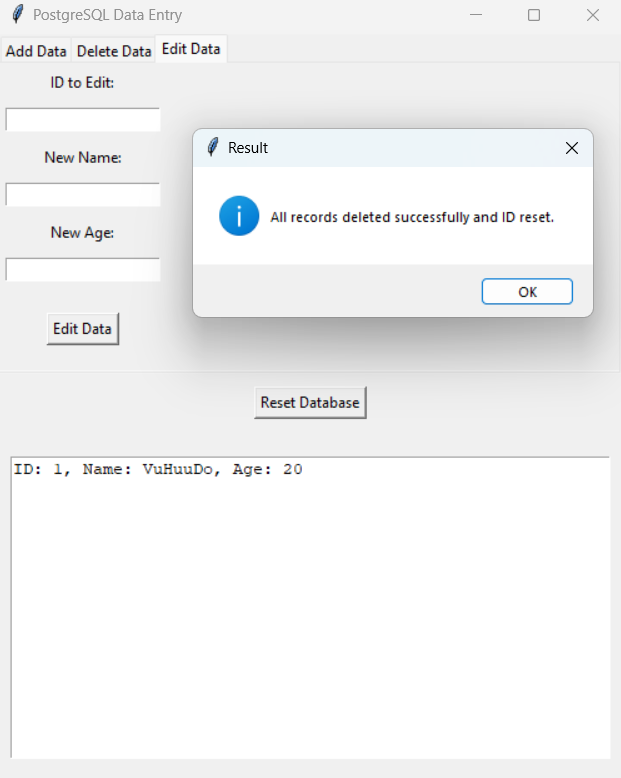 PostgreSQL Data Entry
Add Data Delete Data Edit Data
ID to Edit:
New Name:
New Age:
Edit Data
Result
All records deleted successfully and ID reset.
OK
Reset Database
ID: 1, Name: VuHuuDo, Age: 20